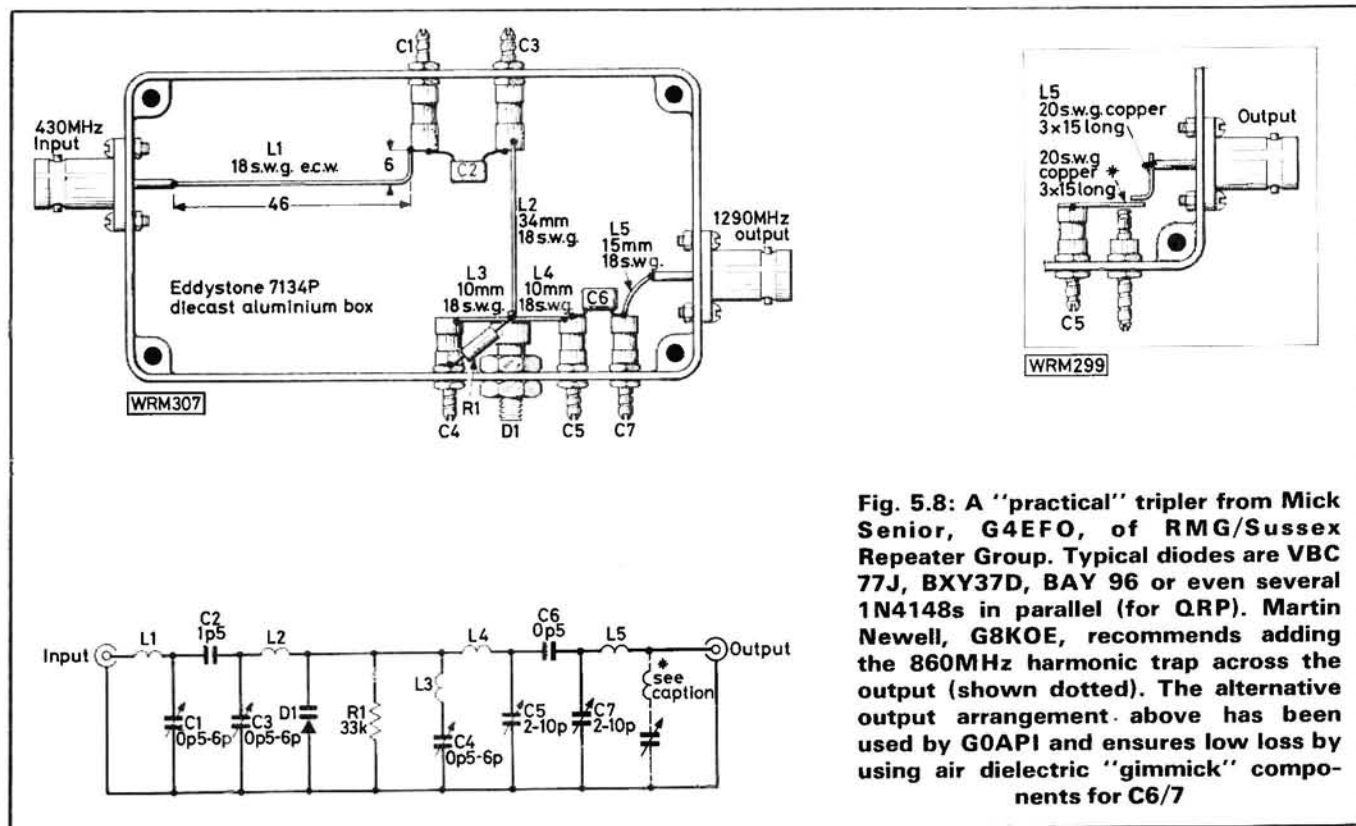 C1
C3
430MHz
Input
L1
18 s.w.g. e.c.w.
6
C2
46
L2
34mm
18 s.w.g.
1290MHz
output
L5
15mm
18 s.w.g.
L3
10mm
18 s.w.g.
L4
10mm
18 s.w.g.
C6
Eddystone 7134P
diecast aluminium box
R1
C4
D1
C5
C7
WRM307
L5
20 s.w.g. copper
3×15 long
Output
20 s.w.g
copper *
3×15 long
C5
WRM299
Input
L1
C2
1p5
L2
L4
C6
0p5
L5
Output
*
see
caption
L3
D1
R1
33k
C1
0p5-6p
C3
0p5-6p
C4
0p5-6p
C5
2-10p
C7
2-10p
Fig. 5.8: A "practical" tripler from Mick
Senior, G4EFO, of RMG/Sussex
Repeater Group. Typical diodes are VBC
77J, BXY37D, BAY 96 or even several
1N4148s in parallel (for QRP). Martin
Newell, G8KOE, recommends adding
the 860MHz harmonic trap across the
output (shown dotted). The alternative
output arrangement above has been
used by G0API and ensures low loss by
using air dielectric "gimmick" compo-
nents for C6/7